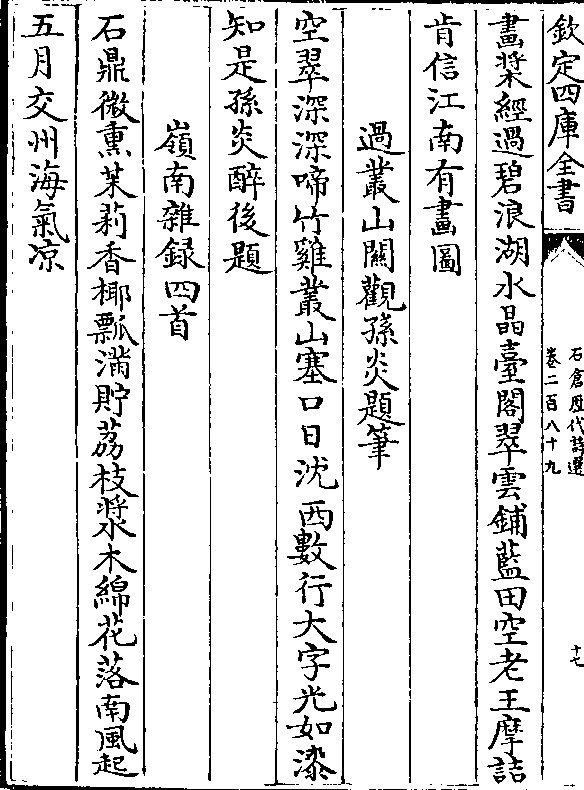 欽定四庫全書
石倉歴代詩選
卷二百八十九
十七
畫槳經過碧浪湖水晶臺閣翠雲鋪藍田空老王摩詰
肯信江南有畫圖
過叢山關觀孫炎題筆
空翠深深啼竹雞叢山塞口日沈西數行大字光如漆
知是孫炎醉後題
嶺南雜録四首
石鼎微熏茉莉香椰瓢滿貯荔枝漿木綿花落南風起
五月交州海氣凉